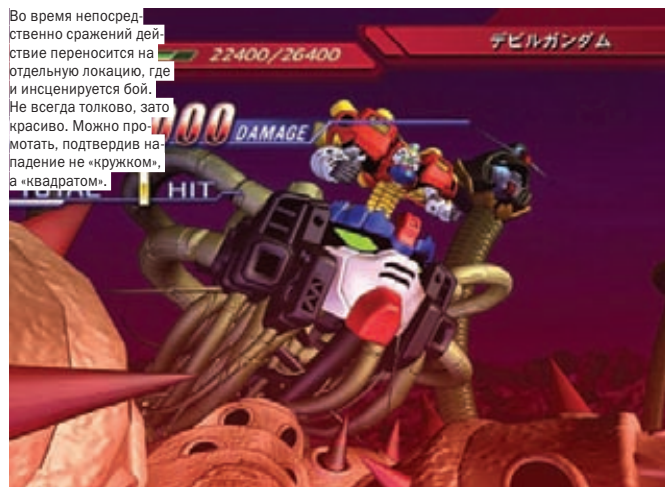 Во время непосред-
ственно сражений дей-
ствие переносится на
отдельную локацию, где
и инсценируется бой.
Не всегда толково, зато
красиво. Можно про-
мотать, подтвердив на-
падение не «кружком»,
а «квадратом».
22400/26400
デビルガンダム
000 DAMAGE
1 HIT